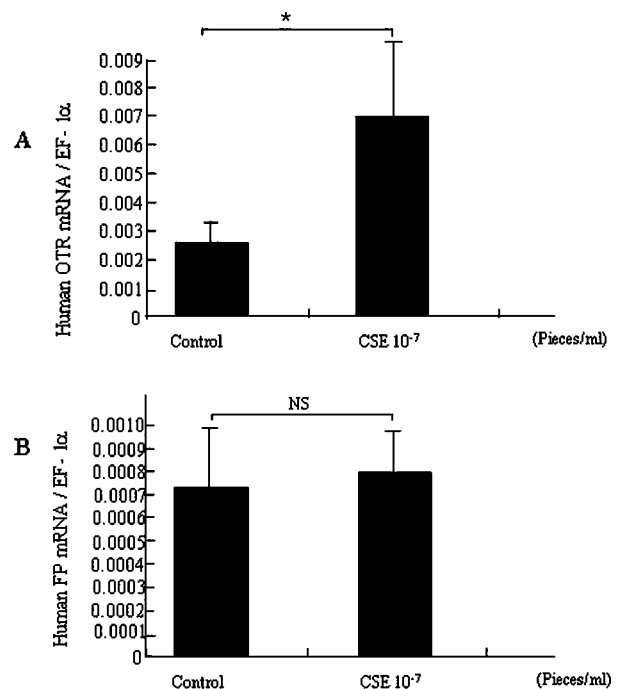 *
A
Human OTR mRNA / EF- 1α
0.009
0.008
0.007
0.006
0.005
0.004
0.003
0.002
0.001
0
Control
CSE 10⁻⁷
(Pieces/ml)
B
Human FP mRNA / EF- 1α
NS
0.0010
0.0009
0.0008
0.0007
0.0006
0.0005
0.0004
0.0003
0.0002
0.0001
0
Control
CSE 10⁻⁷
(Pieces/ml)